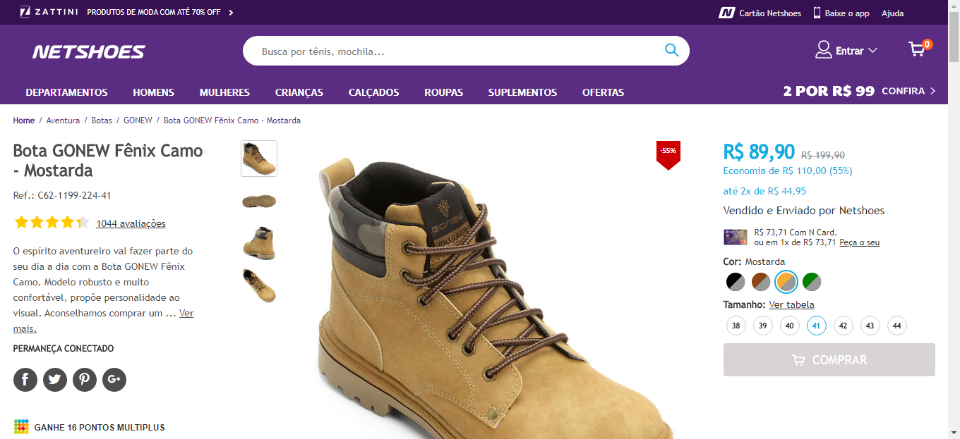 ZATTINI PRODUTOS DE MODA COM ATÉ 70% OFF
Cartão Netshoes Baixe o app Ajuda
NETSHOES
Busca por tênis, mochila...
Entrar
0
DEPARTAMENTOS HOMENS MULHERES CRIANÇAS CALÇADOS ROUPAS SUPLEMENTOS OFERTAS
2 POR R$ 99 CONFIRA
Home / Aventura / Botas / GONEW / Bota GONEW Fênix Camo - Mostarda
Bota GONEW Fênix Camo
- Mostarda
Ref.: C62-1199-224-41
1044 avaliações
O espírito aventureiro vai fazer parte do
seu dia a dia com a Bota GONEW Fênix
Camo. Modelo robusto e muito
confortável, propõe personalidade ao
visual. Aconselhamos comprar um ... Ver
mais.
PERMANEÇA CONECTADO
GANHE 16 PONTOS MULTIPLUS
GONEW
-55%
R$ 89,90 R$ 199,90
Economia de R$ 110,00 (55%)
até 2x de R$ 44,95
Vendido e Enviado por Netshoes
R$ 73,71 Com N Card.
ou em 1x de R$ 73,71 Peça o seu
Cor: Mostarda
Tamanho: Ver tabela
38 39 40 41 42 43 44
COMPRAR